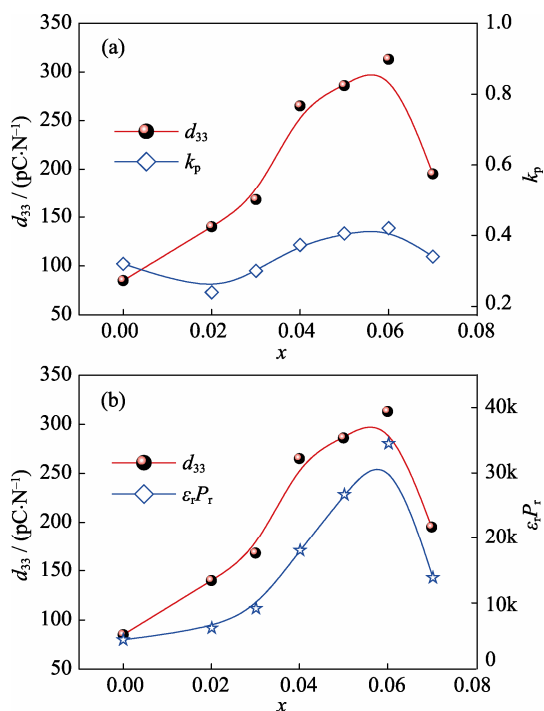 (a)
350
300
250
200
150
100
50
d₃₃ / (pC·N⁻¹)
1.0
0.8
0.6
0.4
0.2
kₚ
d₃₃
kₚ
0.00 0.02 0.04 0.06 0.08
x
(b)
350
300
250
200
150
100
50
d₃₃ / (pC·N⁻¹)
40k
30k
20k
10k
0
εᵣPᵣ
d₃₃
εᵣPᵣ
0.00 0.02 0.04 0.06 0.08
x